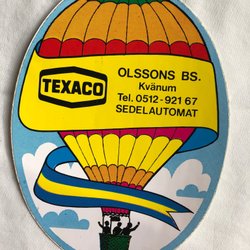 TEXACO
OLSSONS BS.
Kvänum
Tel. 0512-921 67
SEDELAUTOMAT